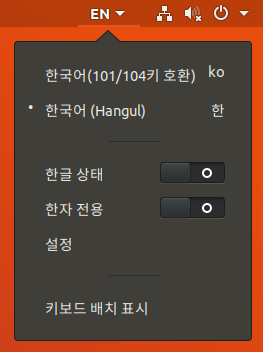 EN
한국어(101/104키 호환) ko
한국어 (Hangul) 한
한글 상태
한자 전용
설정
키보드 배치 표시